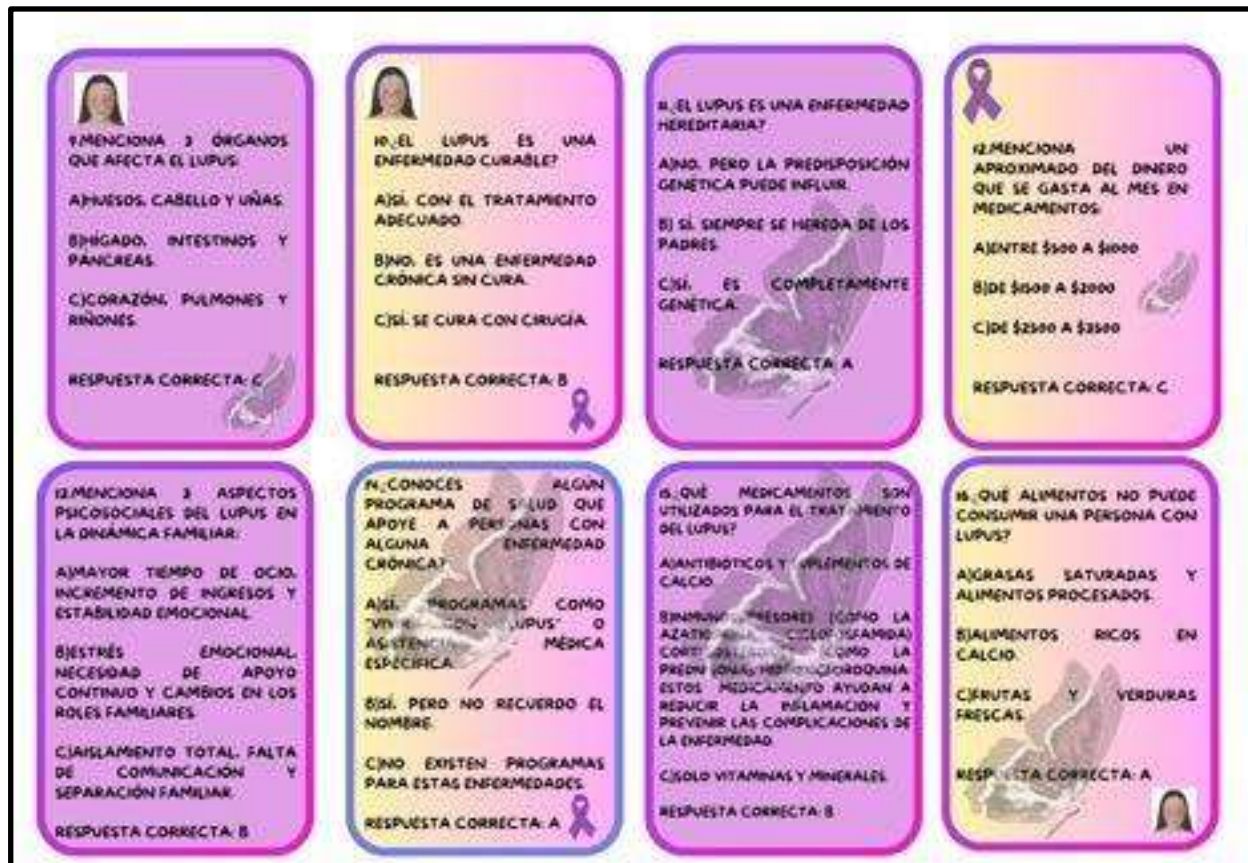 9.MENCIONA 3 ÓRGANOS
QUE AFECTA EL LUPUS:
A)HUESOS, CABELLO Y UÑAS.
B)HÍGADO, INTESTINOS Y
PÁNCREAS.
C)CORAZÓN, PULMONES Y
RIÑONES.
RESPUESTA CORRECTA: C
10.¿EL LUPUS ES UNA
ENFERMEDAD CURABLE?
A)SÍ, CON EL TRATAMIENTO
ADECUADO.
B)NO, ES UNA ENFERMEDAD
CRÓNICA SIN CURA.
C)SÍ, SE CURA CON CIRUGÍA.
RESPUESTA CORRECTA: B
11.¿EL LUPUS ES UNA ENFERMEDAD
HEREDITARIA?
A)NO, PERO LA PREDISPOSICIÓN
GENÉTICA PUEDE INFLUIR.
B) SÍ, SIEMPRE SE HEREDA DE LOS
PADRES.
C)SÍ, ES COMPLETAMENTE
GENÉTICA.
RESPUESTA CORRECTA: A
12.MENCIONA UN
APROXIMADO DEL DINERO
QUE SE GASTA AL MES EN
MEDICAMENTOS:
A)ENTRE $500 A $1000
B)DE $1500 A $2000
C)DE $2500 A $3500
RESPUESTA CORRECTA: C
13.MENCIONA 3 ASPECTOS
PSICOSOCIALES DEL LUPUS EN
LA DINÁMICA FAMILIAR:
A)MAYOR TIEMPO DE OCIO,
INCREMENTO DE INGRESOS Y
ESTABILIDAD EMOCIONAL.
B)ESTRÉS EMOCIONAL,
NECESIDAD DE APOYO
CONTINUO Y CAMBIOS EN LOS
ROLES FAMILIARES.
C)AISLAMIENTO TOTAL, FALTA
DE COMUNICACIÓN Y
SEPARACIÓN FAMILIAR.
RESPUESTA CORRECTA: B
14.¿CONOCES ALGÚN
PROGRAMA DE SALUD QUE
APOYE A PERSONAS CON
ALGUNA ENFERMEDAD
CRÓNICA?
A)SÍ, PROGRAMAS COMO
"VIVIR CON LUPUS" O
ASISTENCIA MÉDICA
ESPECÍFICA.
B)SÍ, PERO NO RECUERDO EL
NOMBRE.
C)NO EXISTEN PROGRAMAS
PARA ESTAS ENFERMEDADES.
RESPUESTA CORRECTA: A
15.¿QUÉ MEDICAMENTOS SON
UTILIZADOS PARA EL TRATAMIENTO
DEL LUPUS?
A)ANTIBIÓTICOS Y SUPLEMENTOS DE
CALCIO.
(COMO LA
(COMO LA
ESTOS MEDICAMENTO AYUDAN A
REDUCIR LA INFLAMACION Y
PREVENIR LAS COMPLICACIONES DE
LA ENFERMEDAD.
C)SOLO VITAMINAS Y MINERALES.
RESPUESTA CORRECTA: B
16.¿QUÉ ALIMENTOS NO PUEDE
CONSUMIR UNA PERSONA CON
LUPUS?
A)GRASAS SATURADAS Y
ALIMENTOS PROCESADOS.
B)ALIMENTOS RICOS EN
CALCIO.
C)FRUTAS Y VERDURAS
FRESCAS.
RESPUESTA CORRECTA: A